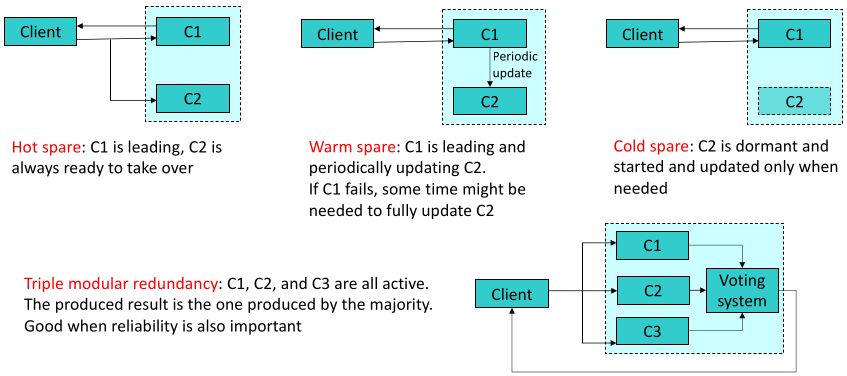 Client
C1
C2
Hot spare: C1 is leading, C2 is
always ready to take over
Client
C1
Periodic
update
C2
Warm spare: C1 is leading and
periodically updating C2.
If C1 fails, some time might be
needed to fully update C2
Client
C1
C2
Cold spare: C2 is dormant and
started and updated only when
needed
Triple modular redundancy: C1, C2, and C3 are all active.
The produced result is the one produced by the majority.
Good when reliability is also important
Client
C1
C2
C3
Voting
system